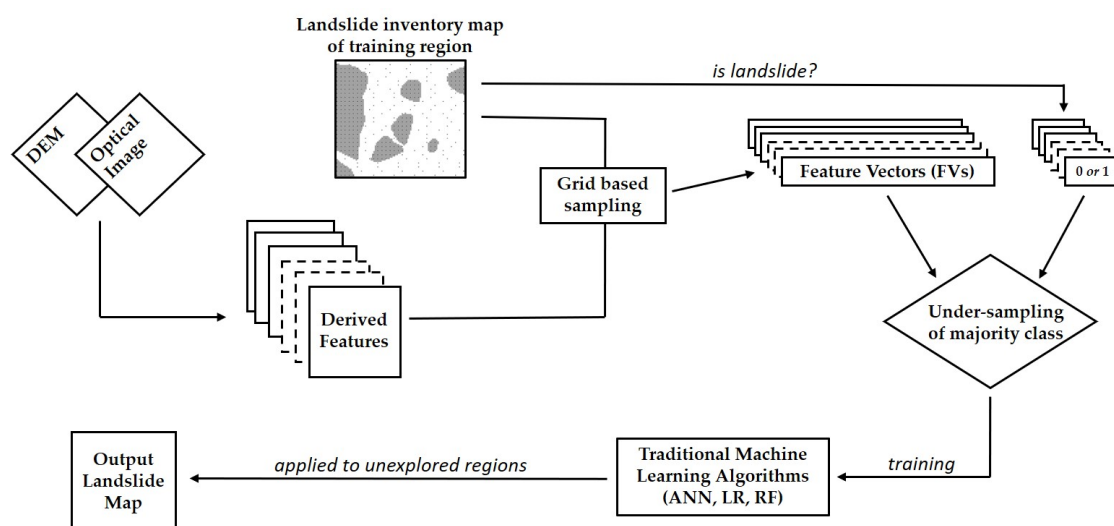 Landslide inventory map
of training region
is landslide?
DEM
Optical
Image
Grid based
sampling
Feature Vectors (FVs)
0 or 1
Derived
Features
Under-sampling
of majority class
Output
Landslide
Map
applied to unexplored regions
Traditional Machine
Learning Algorithms
(ANN, LR, RF)
training